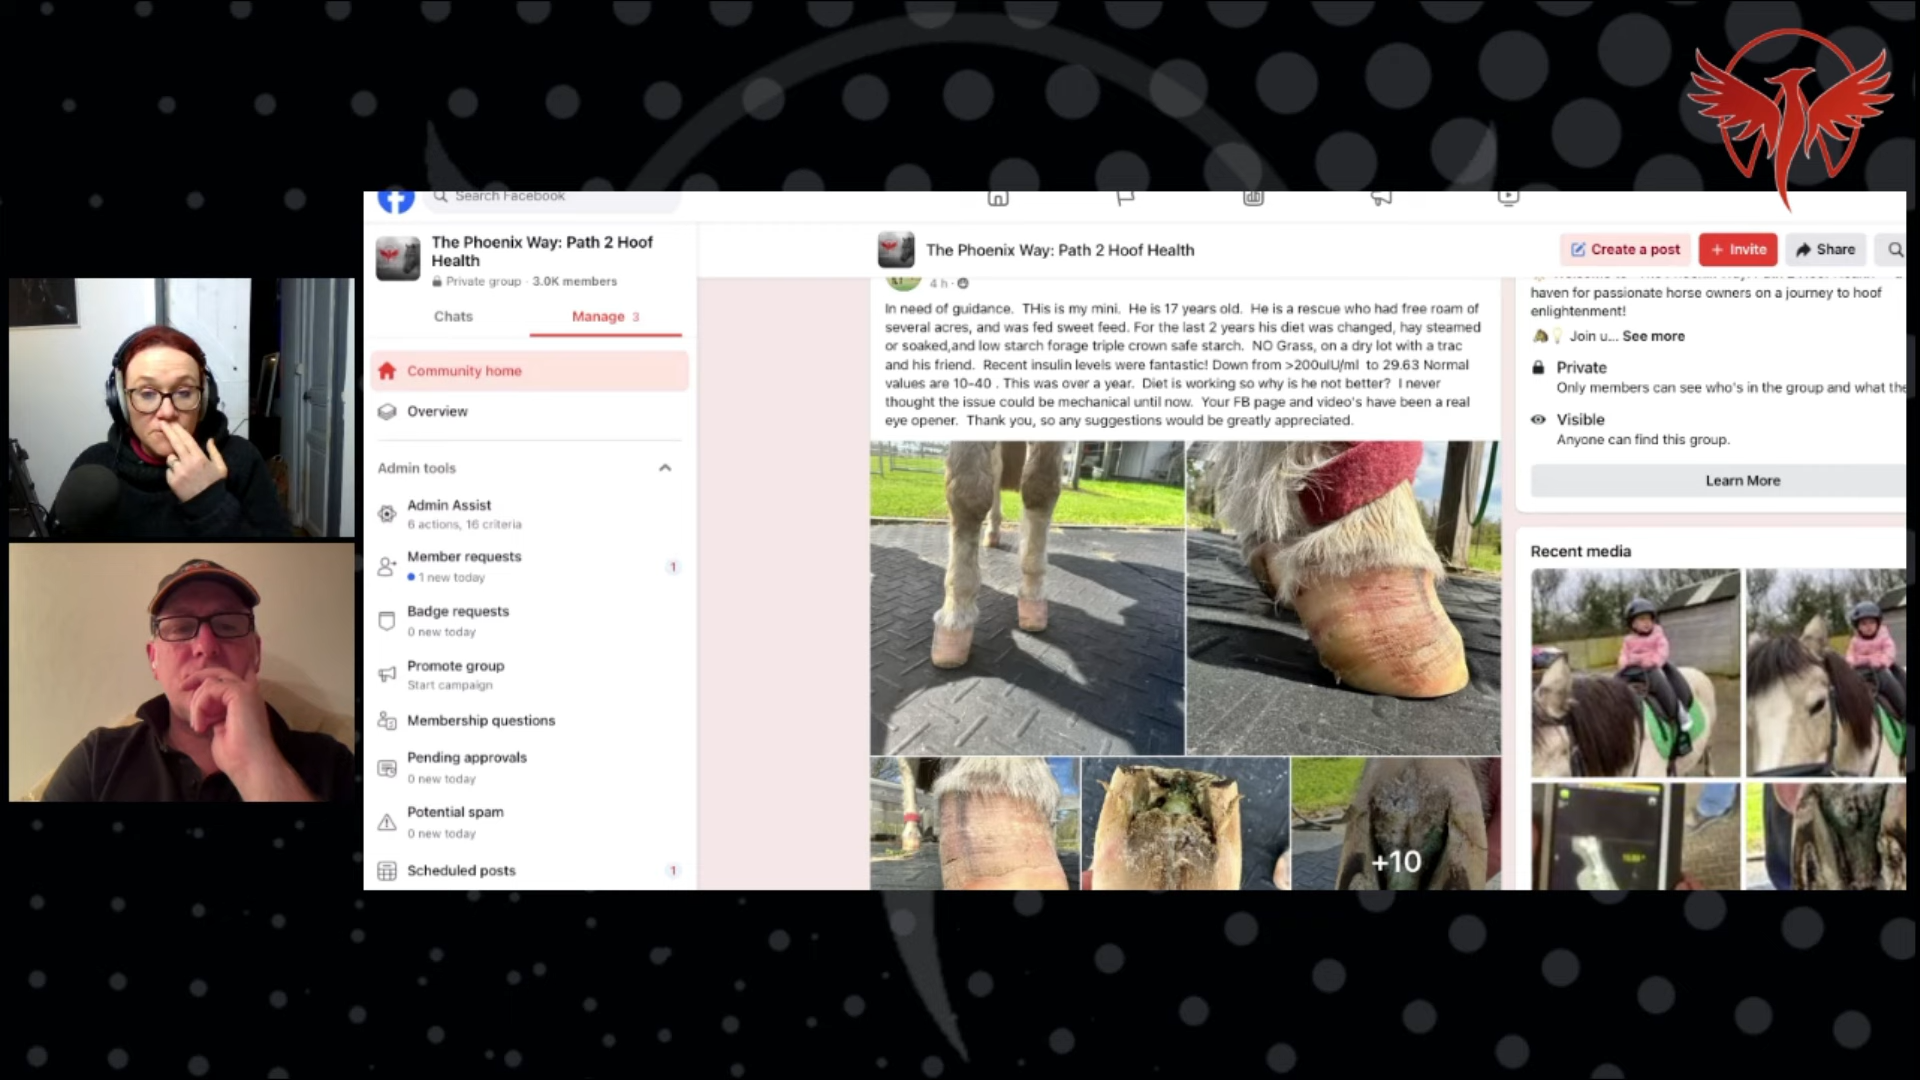 Search Facebook
The Phoenix Way: Path 2 Hoof
Health
Private group · 3.0K members
Chats
Manage 3
Community home
Overview
Admin tools
Admin Assist
6 actions, 16 criteria
Member requests
1 new today
1
Badge requests
0 new today
Promote group
Start campaign
Membership questions
Pending approvals
0 new today
Potential spam
0 new today
Scheduled posts
1
The Phoenix Way: Path 2 Hoof Health
Create a post
+ Invite
Share
4 h ·
In need of guidance. THis is my mini. He is 17 years old. He is a rescue who had free roam of
several acres, and was fed sweet feed. For the last 2 years his diet was changed, hay steamed
or soaked,and low starch forage triple crown safe starch. NO Grass, on a dry lot with a trac
and his friend. Recent insulin levels were fantastic! Down from >200uIU/ml to 29.63 Normal
values are 10-40 . This was over a year. Diet is working so why is he not better? I never
thought the issue could be mechanical until now. Your FB page and video's have been a real
eye opener. Thank you, so any suggestions would be greatly appreciated.
+10
haven for passionate horse owners on a journey to hoof
enlightenment!
Join u... See more
Private
Only members can see who's in the group and what the
Visible
Anyone can find this group.
Learn More
Recent media